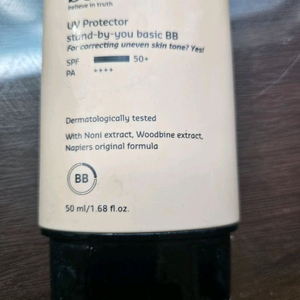 believe in truth
UV Protector
stand-by-you basic BB
For correcting uneven skin tone? Yes!
SPF 50+
PA ++++
Dermatologically tested
With Noni extract, Woodbine extract,
Napiers original formula
BB
50 ml/1.68 fl.oz.